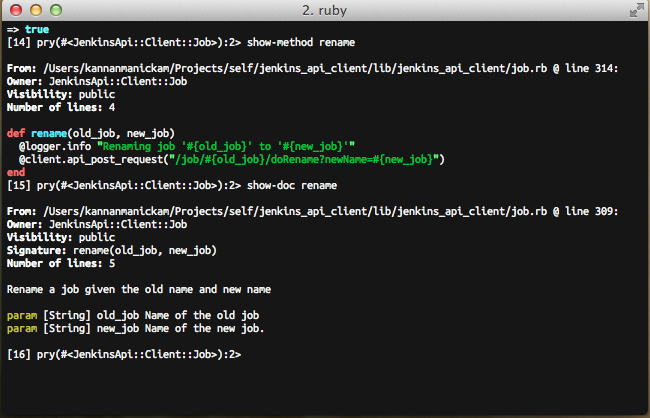 2. ruby
=> true
[14] pry(#<JenkinsApi::Client::Job>):2> show-method rename
From: /Users/kannanmanickam/Projects/self/jenkins_api_client/lib/jenkins_api_client/job.rb @ line 314:
Owner: JenkinsApi::Client::Job
Visibility: public
Number of lines: 4
def rename(old_job, new_job)
  @logger.info "Renaming job '#{old_job}' to '#{new_job}'"
  @client.api_post_request("/job/#{old_job}/doRename?newName=#{new_job}")
end
[15] pry(#<JenkinsApi::Client::Job>):2> show-doc rename
From: /Users/kannanmanickam/Projects/self/jenkins_api_client/lib/jenkins_api_client/job.rb @ line 309:
Owner: JenkinsApi::Client::Job
Visibility: public
Signature: rename(old_job, new_job)
Number of lines: 5
Rename a job given the old name and new name
param [String] old_job Name of the old job
param [String] new_job Name of the new job.
[16] pry(#<JenkinsApi::Client::Job>):2>